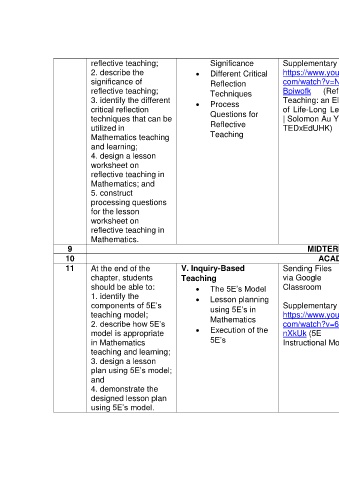 reflective teaching;
2. describe the
significance of
reflective teaching;
3. identify the different
critical reflection
techniques that can be
utilized in
Mathematics teaching
and learning;
4. design a lesson
worksheet on
reflective teaching in
Mathematics; and
5. construct
processing questions
for the lesson
worksheet on
reflective teaching in
Mathematics.
Significance
• Different Critical
Reflection
Techniques
• Process
Questions for
Reflective
Teaching
Supplementary
https://www.you
com/watch?v=N
Bpiwofk (Ref
Teaching: an El
of Life-Long Le
| Solomon Au Y
TEDxEdUHK)
9 MIDTER
10 ACAD
11
At the end of the
chapter, students
should be able to:
1. identify the
components of 5E's
teaching model;
2. describe how 5E's
model is appropriate
in Mathematics
teaching and learning;
3. design a lesson
plan using 5E's model;
and
4. demonstrate the
designed lesson plan
using 5E's model.
V. Inquiry-Based
Teaching
• The 5E's Model
• Lesson planning
using 5E's in
Mathematics
• Execution of the
5E's
Sending Files
via Google
Classroom
Supplementary
https://www.you
com/watch?v=6
nXkUk (5E
Instructional Mo